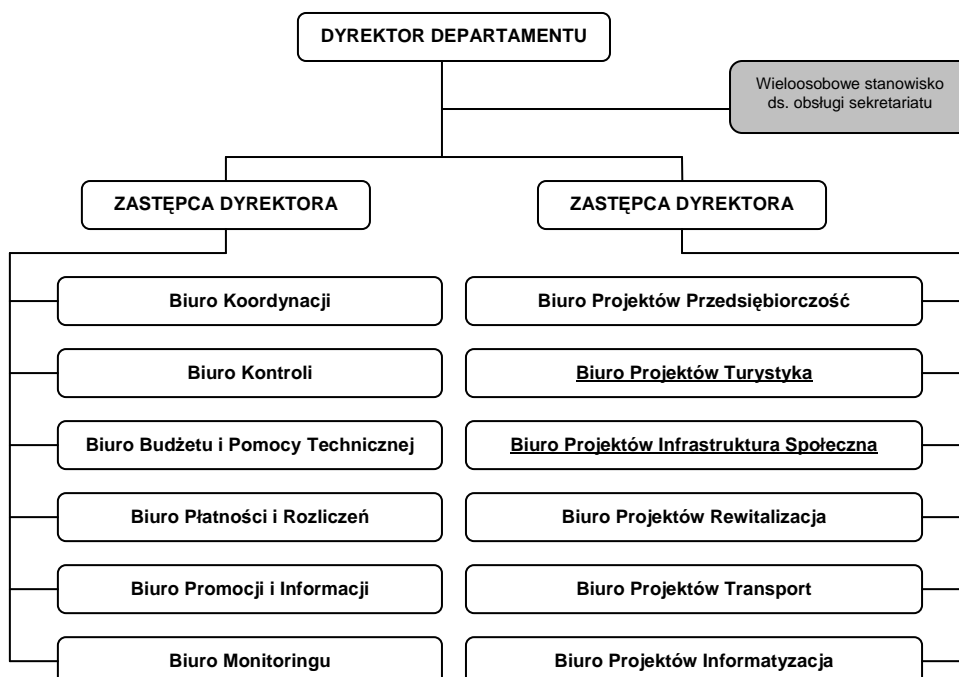 DYREKTOR DEPARTAMENTU
Wieloosobowe stanowisko
ds. obsługi sekretariatu
ZASTĘPCA DYREKTORA
ZASTĘPCA DYREKTORA
Biuro Koordynacji
Biuro Projektów Przedsiębiorczość
Biuro Kontroli
Biuro Projektów Turystyka
Biuro Budżetu i Pomocy Technicznej
Biuro Projektów Infrastruktura Społeczna
Biuro Płatności i Rozliczeń
Biuro Projektów Rewitalizacja
Biuro Promocji i Informacji
Biuro Projektów Transport
Biuro Monitoringu
Biuro Projektów Informatyzacja